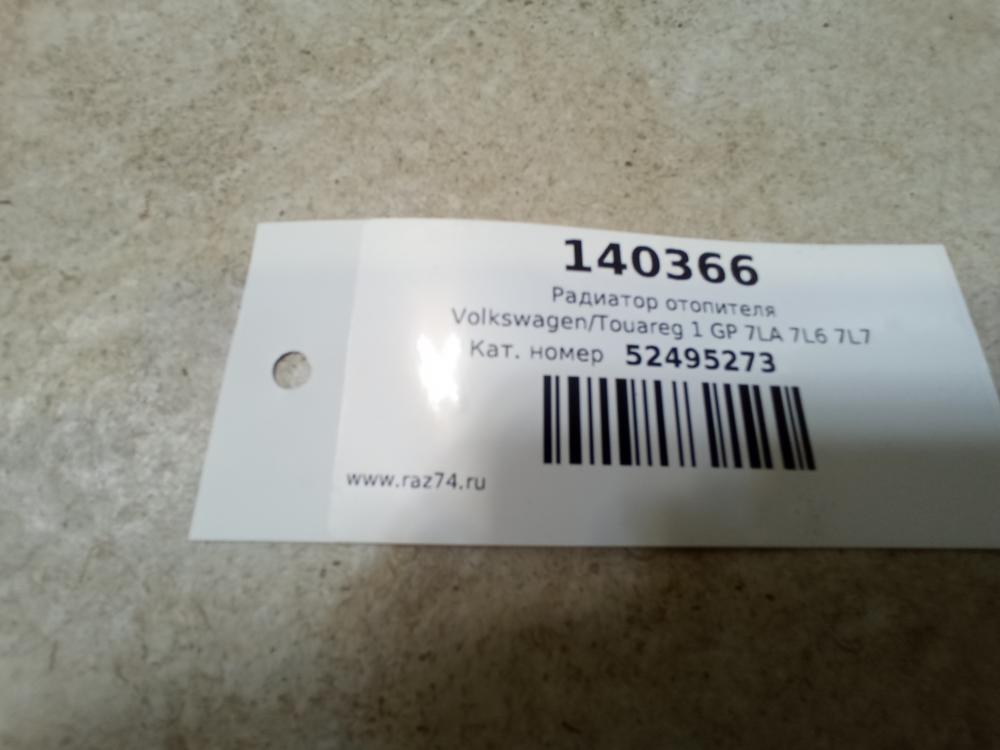 140366
Радиатор отопителя
Volkswagen/Touareg 1 GP 7LA 7L6 7L7
Кат. номер 52495273
www.raz74.ru